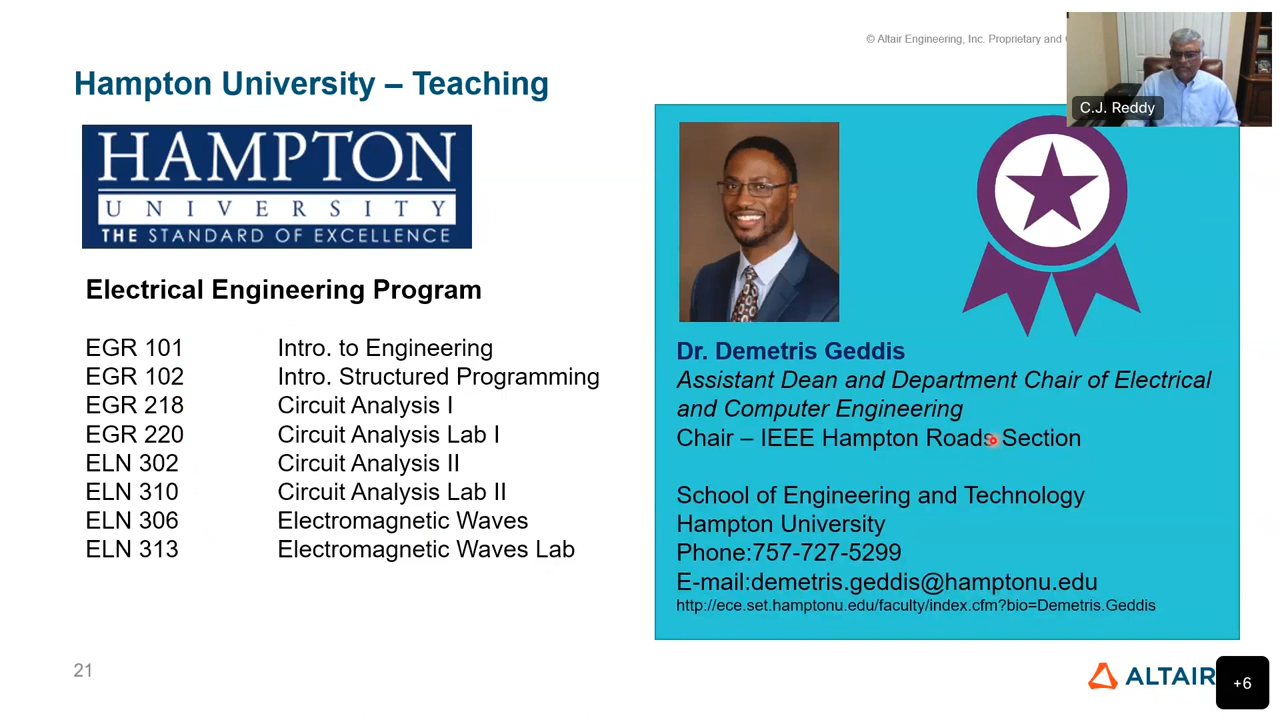 © Altair Engineering, Inc. Proprietary and
C.J. Reddy
Hampton University – Teaching
HAMPTON
UNIVERSITY
THE STANDARD OF EXCELLENCE
Electrical Engineering Program
EGR 101 Intro. to Engineering
EGR 102 Intro. Structured Programming
EGR 218 Circuit Analysis I
EGR 220 Circuit Analysis Lab I
ELN 302 Circuit Analysis II
ELN 310 Circuit Analysis Lab II
ELN 306 Electromagnetic Waves
ELN 313 Electromagnetic Waves Lab
Dr. Demetris Geddis
Assistant Dean and Department Chair of Electrical
and Computer Engineering
Chair – IEEE Hampton Roads Section
School of Engineering and Technology
Hampton University
Phone:757-727-5299
E-mail:demetris.geddis@hamptonu.edu
http://ece.set.hamptonu.edu/faculty/index.cfm?bio=Demetris.Geddis
21
ALTAIR
+6